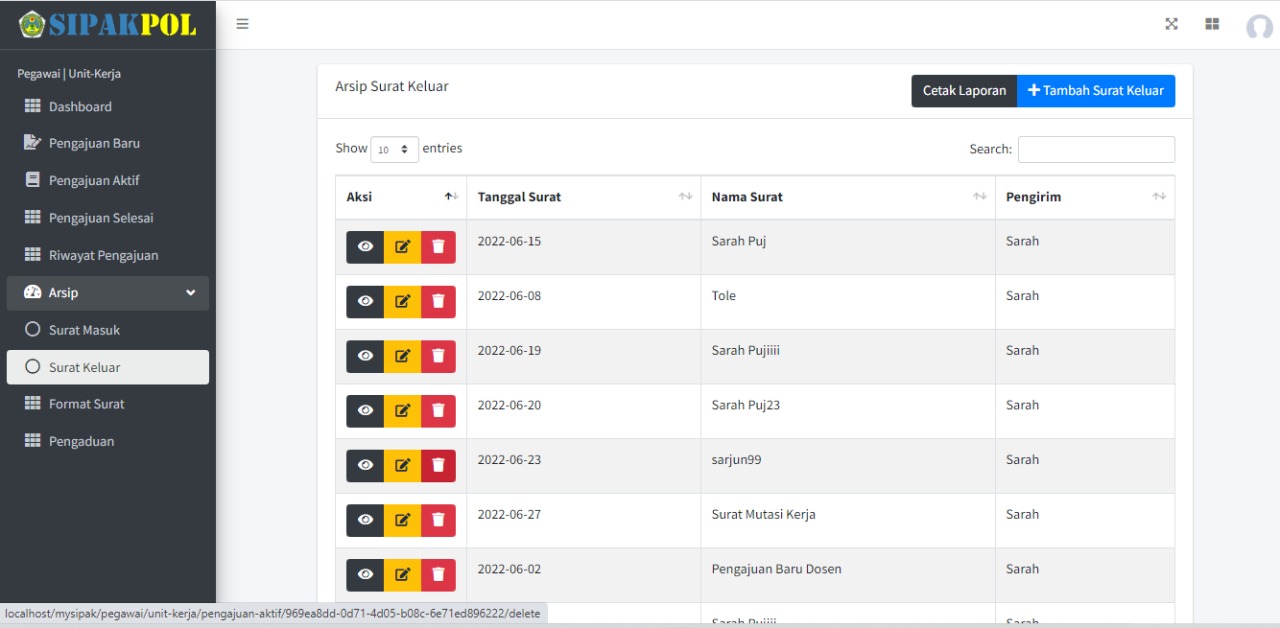 SIPAKPOL
Pegawai | Unit-Kerja
Dashboard
Pengajuan Baru
Pengajuan Aktif
Pengajuan Selesai
Riwayat Pengajuan
Arsip
Surat Masuk
Surat Keluar
Format Surat
Pengaduan
Arsip Surat Keluar
Cetak Laporan
Tambah Surat Keluar
Show 10 entries
Search:
Aksi Tanggal Surat Nama Surat Pengirim
2022-06-15 Sarah Puj Sarah
2022-06-08 Tole Sarah
2022-06-19 Sarah Pujiiii Sarah
2022-06-20 Sarah Puj23 Sarah
2022-06-23 sarjun99 Sarah
2022-06-27 Surat Mutasi Kerja Sarah
2022-06-02 Pengajuan Baru Dosen Sarah
Sarah Pujiiii Sarah
localhost/mysipak/pegawai/unit-kerja/pengajuan-aktif/969ea8dd-0d71-4d05-b08c-6e71ed896222/delete